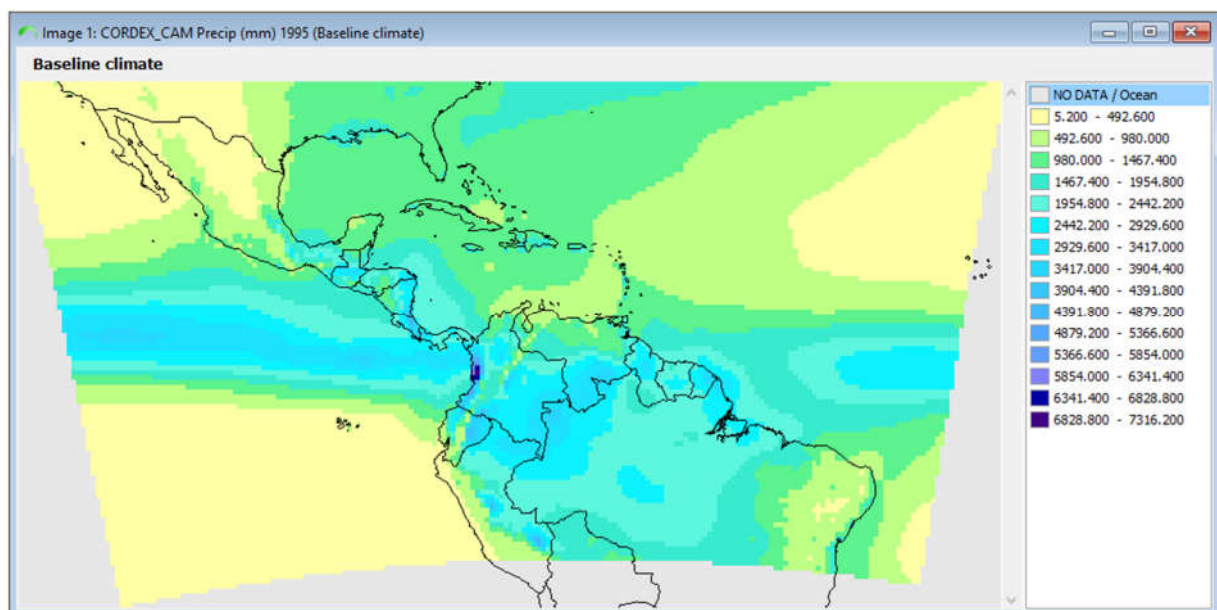 Image 1: CORDEX_CAM Precip (mm) 1995 (Baseline climate)
Baseline climate
NO DATA / Ocean
5.200 - 492.600
492.600 - 980.000
980.000 - 1467.400
1467.400 - 1954.800
1954.800 - 2442.200
2442.200 - 2929.600
2929.600 - 3417.000
3417.000 - 3904.400
3904.400 - 4391.800
4391.800 - 4879.200
4879.200 - 5366.600
5366.600 - 5854.000
5854.000 - 6341.400
6341.400 - 6828.800
6828.800 - 7316.200